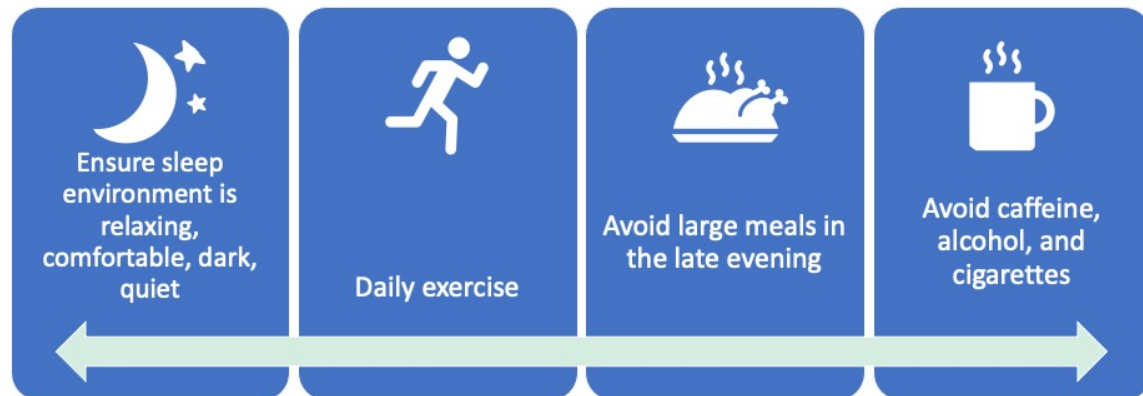 Ensure sleep
environment is
relaxing,
comfortable, dark,
quiet
Daily exercise
Avoid large meals in
the late evening
Avoid caffeine,
alcohol, and
cigarettes